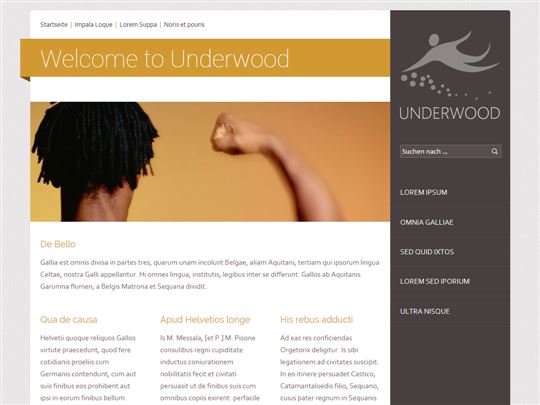 Startseite | Impala Loque | Lorem Suppa | Noris et pouris
Welcome to Underwood
UNDERWOOD
Suchen nach ...
LOREM IPSUM
OMNIA GALLIAE
SED QUID IXTOS
LOREM SED IPORIUM
ULTRA NISQUE
De Bello
Gallia est omnis divisa in partes tres, quarum unam incolunt Belgae, aliam Aquitani, tertiam qui ipsorum lingua
Celtae, nostra Galli appellantur. Hi omnes lingua, institutis, legibus inter se differunt. Gallos ab Aquitanis
Garumna flumen, a Belgis Matrona et Sequana dividit.
Qua de causa
Helvetii quoque reliquos Gallos
virtute praecedunt, quod fere
cotidianis proeliis cum
Germanis contendunt, cum aut
suis finibus eos prohibent aut
ipsi in eorum finibus bellum
Apud Helvetios longe
Is M. Messala, [et P.] M. Pisone
consulibus regni cupiditate
inductus coniurationem
nobilitatis fecit et civitati
persuasit ut de finibus suis cum
omnibus copiis exirent: perfacile
His rebus adducti
Ad eas res conficiendas
Orgetorix deligitur. Is sibi
legationem ad civitates suscipit.
In eo itinere persuadet Castico,
Catamantaloedis filio, Sequano,
cuius pater regnum in Sequanis